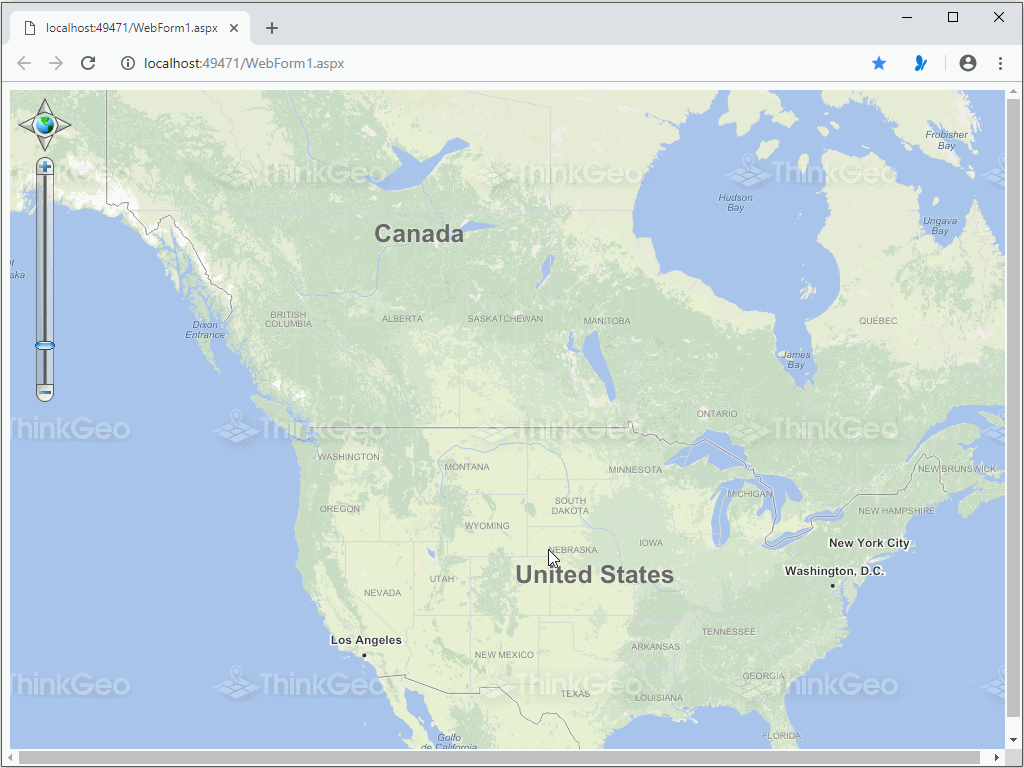 localhost:49471/WebForm1.aspx
localhost:49471/WebForm1.aspx
Frobisher
Bay
ThinkGeo
ThinkGeo
ThinkGeo
Hudson
Bay
Ungava
Bay
Canada
Dixon
Entrance
BRITISH
COLUMBIA
ALBERTA
SASKATCHEWAN
MANITOBA
QUÉBEC
James
Bay
ONTARIO
ThinkGeo
ThinkGeo
ThinkGeo
ThinkGeo
WASHINGTON
MONTANA
MINNESOTA
NEW BRUNSWICK
MICHIGAN
OREGON
SOUTH
DAKOTA
NEW HAMPSHIRE
WYOMING
IOWA
New York City
NEBRASKA
United States
Washington, D.C.
UTAH
NEVADA
TENNESSEE
Los Angeles
ARKANSAS
NEW MEXICO
GEORGIA
ThinkGeo
ThinkGeo
ThinkGeo
ThinkGeo
TEXAS
LOUISIANA
FLORIDA
Golfo
de California